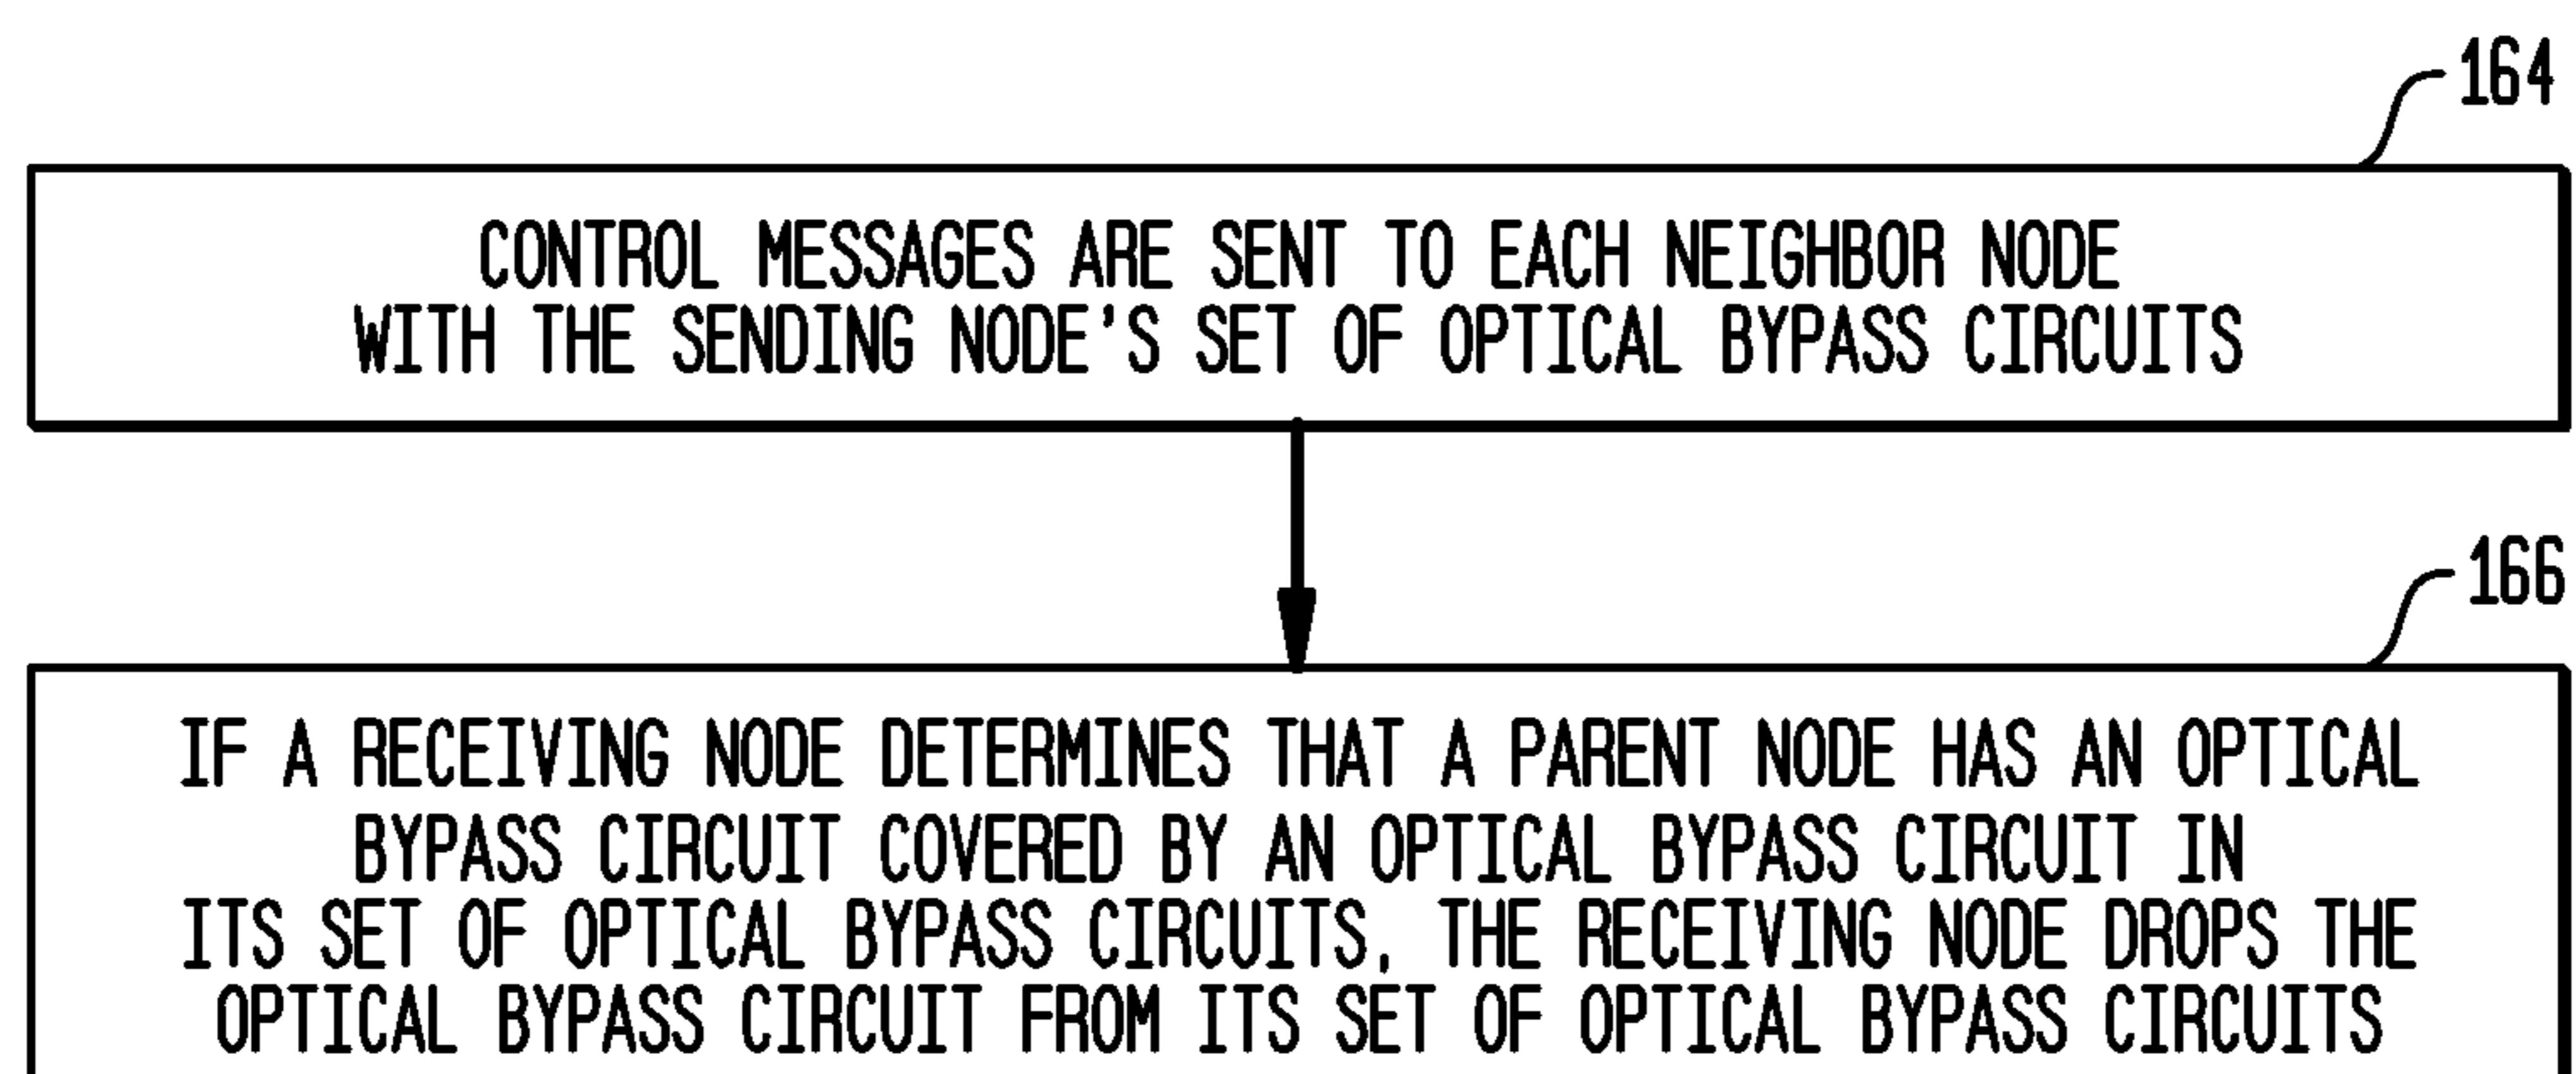 164
CONTROL MESSAGES ARE SENT TO EACH NEIGHBOR NODE
WITH THE SENDING NODE'S SET OF OPTICAL BYPASS CIRCUITS
166
IF A RECEIVING NODE DETERMINES THAT A PARENT NODE HAS AN OPTICAL
BYPASS CIRCUIT COVERED BY AN OPTICAL BYPASS CIRCUIT IN
ITS SET OF OPTICAL BYPASS CIRCUITS, THE RECEIVING NODE DROPS THE
OPTICAL BYPASS CIRCUIT FROM ITS SET OF OPTICAL BYPASS CIRCUITS